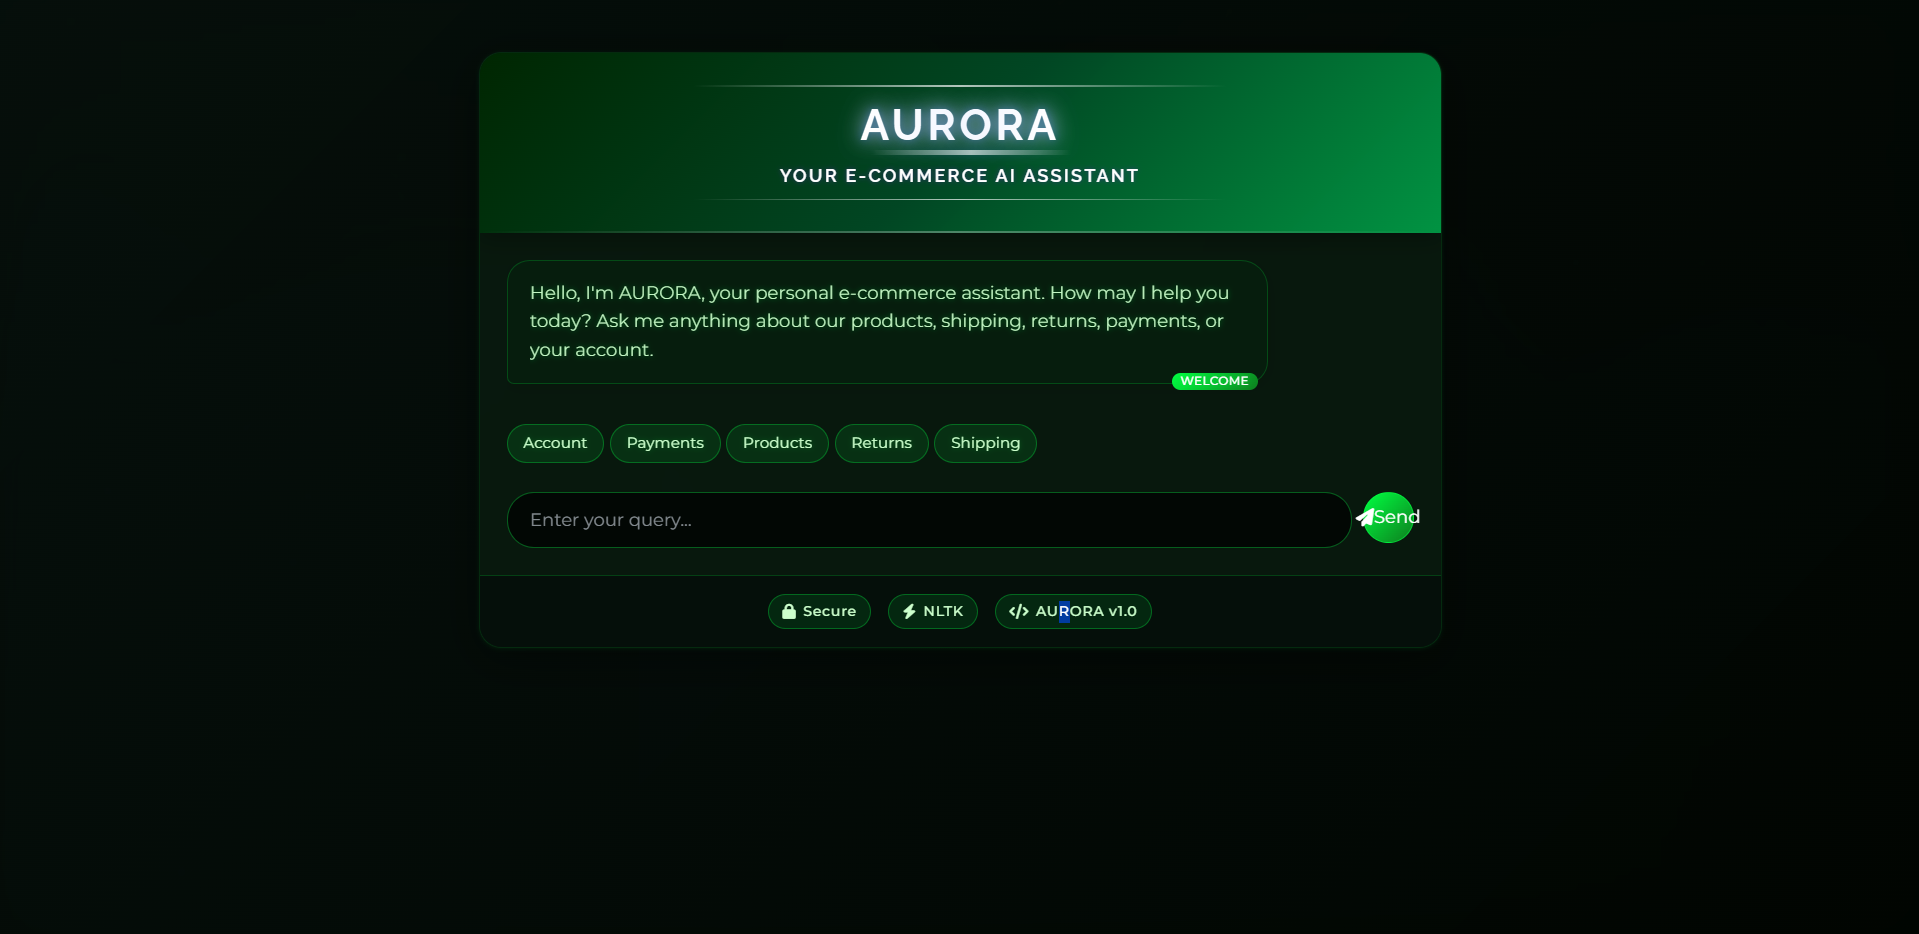 AURORA
YOUR E-COMMERCE AI ASSISTANT
Hello, I'm AURORA, your personal e-commerce assistant. How may I help you
today? Ask me anything about our products, shipping, returns, payments, or
your account.
WELCOME
Account Payments Products Returns Shipping
Enter your query... Send
Secure NLTK AURORA v1.0